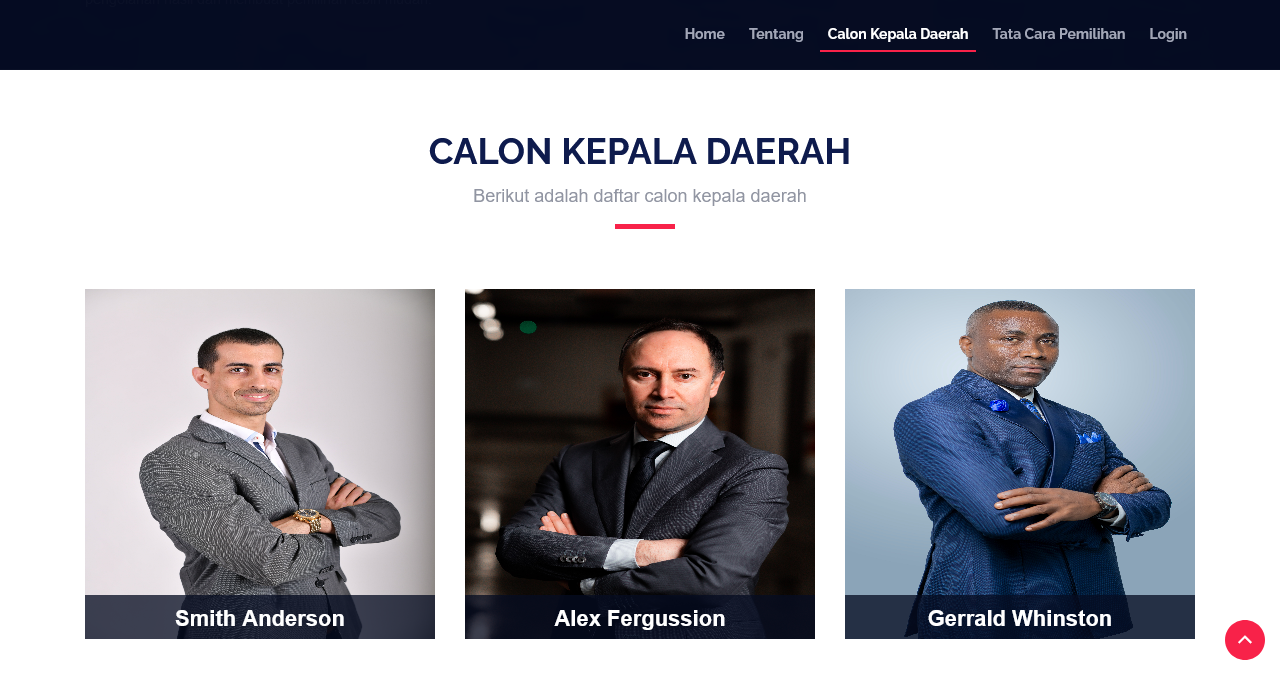 Home Tentang Calon Kepala Daerah Tata Cara Pemilihan Login
CALON KEPALA DAERAH
Berikut adalah daftar calon kepala daerah
Smith Anderson Alex Fergussion Gerrald Whinston